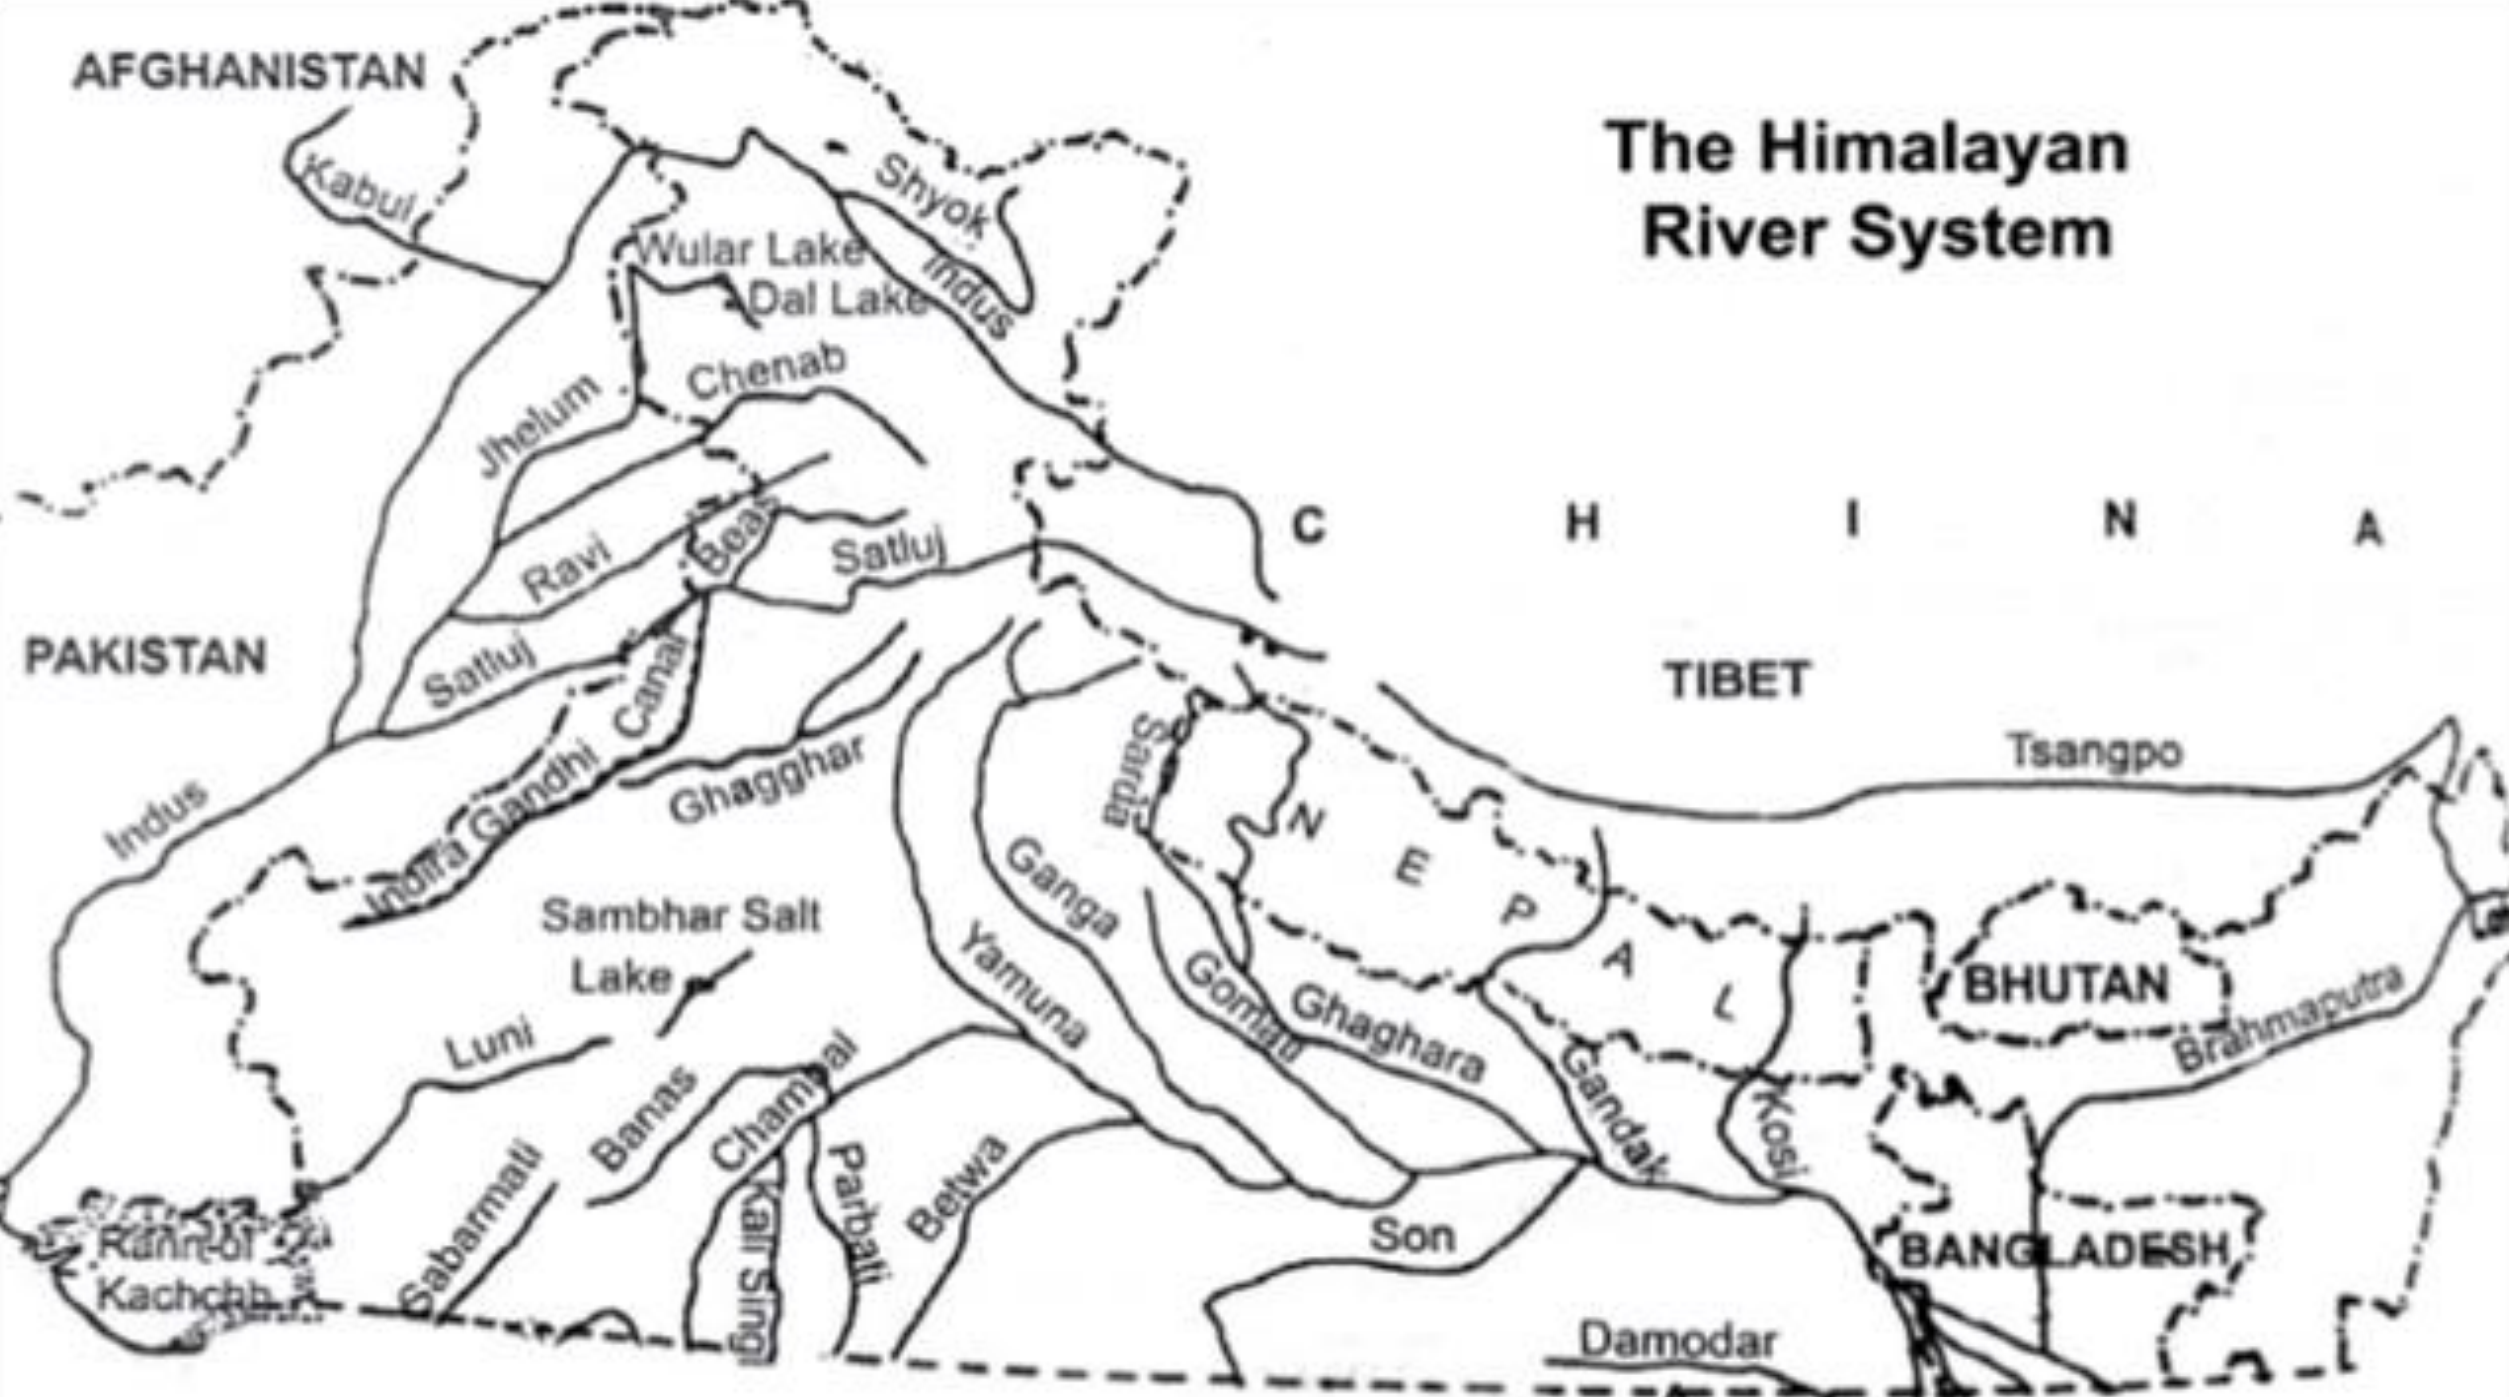 AFGHANISTAN
The Himalayan
River System
Kabul
Shyok
Wular Lake
Indus
Dal Lake
Chenab
Jhelum
C H I N A
Beas
Satluj
Ravi
PAKISTAN
Satluj
Canal
TIBET
Indus
Indira Gandhi
Ghagghar
Sarda
Tsangpo
N E P A L
Ganga
Sambhar Salt
Lake
Yamuna
Gomati
Ghaghara
BHUTAN
Brahmaputra
Luni
Banas
Chambal
Gandak
Kosi
Sabarmati
Parbati
Betwa
Kali Singl
Son
BANGLADESH
Rann-of
Kachchh
Damodar